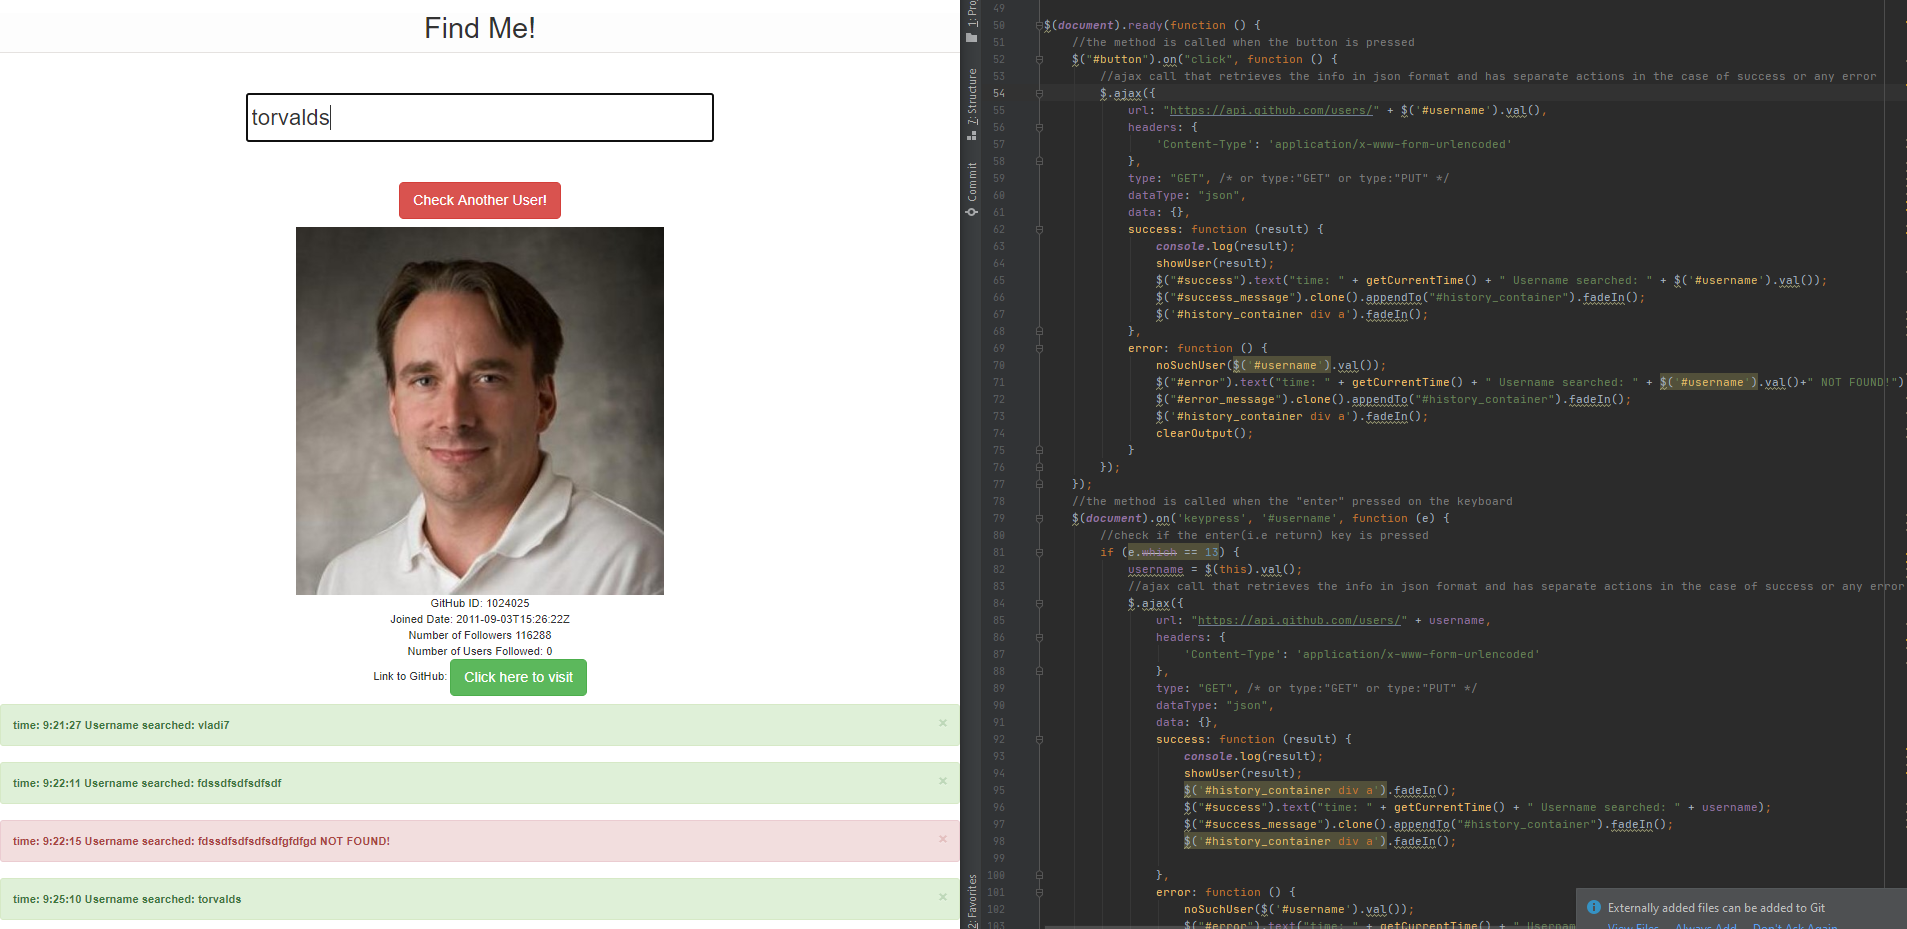 Find Me!
torvalds
Check Another User!
GitHub ID: 1024025
Joined Date: 2011-09-03T15:26:22Z
Number of Followers 116288
Number of Users Followed: 0
Link to GitHub: Click here to visit
time: 9:21:27 Username searched: vladi7 ×
time: 9:22:11 Username searched: fdssdfsdfsdfsdf ×
time: 9:22:15 Username searched: fdssdfsdfsdfsdfgfdfgd NOT FOUND! ×
time: 9:25:10 Username searched: torvalds ×
1: Pro
7: Structure
Commit
2: Favorites
49
50 $(document).ready(function () {
51 //the method is called when the button is pressed
52 $("#button").on("click", function () {
53 //ajax call that retrieves the info in json format and has separate actions in the case of success or any error
54 $.ajax({
55 url: "https://api.github.com/users/" + $('#username').val(),
56 headers: {
57 'Content-Type': 'application/x-www-form-urlencoded'
58 },
59 type: "GET", /* or type:"GET" or type:"PUT" */
60 dataType: "json",
61 data: {},
62 success: function (result) {
63 console.log(result);
64 showUser(result);
65 $("#success").text("time: " + getCurrentTime() + " Username searched: " + $('#username').val());
66 $("#success_message").clone().appendTo("#history_container").fadeIn();
67 $('#history_container div a').fadeIn();
68 },
69 error: function () {
70 noSuchUser($('#username').val());
71 $("#error").text("time: " + getCurrentTime() + " Username searched: " + $('#username').val()+" NOT FOUND!")
72 $("#error_message").clone().appendTo("#history_container").fadeIn();
73 $('#history_container div a').fadeIn();
74 clearOutput();
75 }
76 });
77 });
78 //the method is called when the "enter" pressed on the keyboard
79 $(document).on('keypress', '#username', function (e) {
80 //check if the enter(i.e return) key is pressed
81 if (e.which == 13) {
82 username = $(this).val();
83 //ajax call that retrieves the info in json format and has separate actions in the case of success or any error
84 $.ajax({
85 url: "https://api.github.com/users/" + username,
86 headers: {
87 'Content-Type': 'application/x-www-form-urlencoded'
88 },
89 type: "GET", /* or type:"GET" or type:"PUT" */
90 dataType: "json",
91 data: {},
92 success: function (result) {
93 console.log(result);
94 showUser(result);
95 $('#history_container div a').fadeIn();
96 $("#success").text("time: " + getCurrentTime() + " Username searched: " + username);
97 $("#success_message").clone().appendTo("#history_container").fadeIn();
98 $('#history_container div a').fadeIn();
99
100 },
101 error: function () {
102 noSuchUser($('#username').val());
103 $("#error").text("time: " + getCurrentTime() + " Usernam
Externally added files can be added to Git
View Files Always Add Don't Ask Again